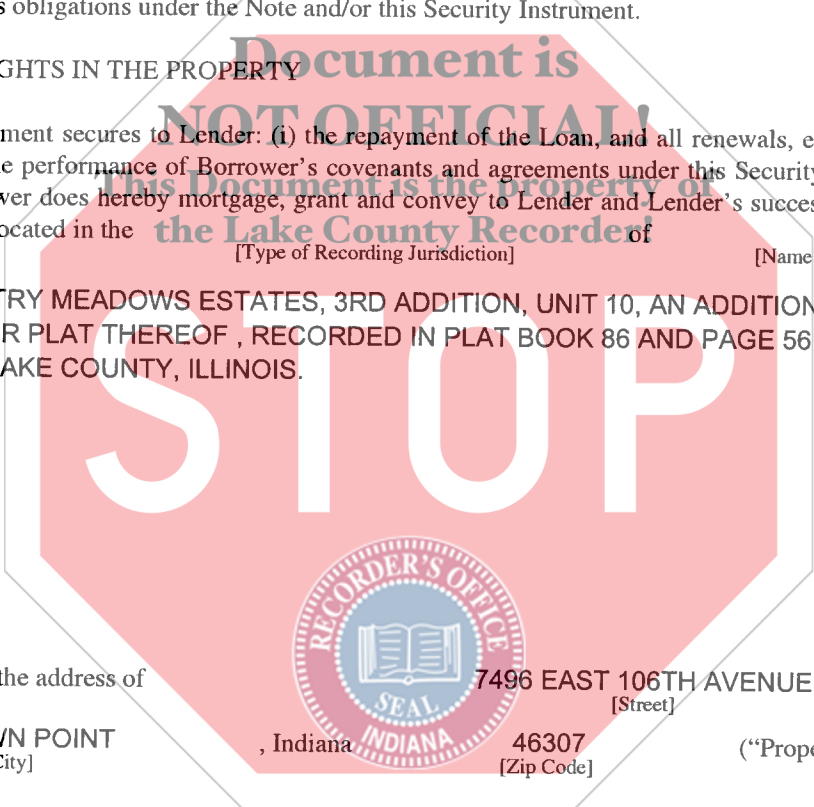 s obligations under the Note and/or this Security Instrument.
Document is
GHTS IN THE PROPERTY
NOT OFFICIAL!
ment secures to Lender: (i) the repayment of the Loan, and all renewals, e
e performance of Borrower's covenants and agreements under this Security
This Document is the property of
ver does hereby mortgage, grant and convey to Lender and Lender's succes
the Lake County Recorder!
ocated in the of
[Type of Recording Jurisdiction] [Name
TRY MEADOWS ESTATES, 3RD ADDITION, UNIT 10, AN ADDITION
R PLAT THEREOF , RECORDED IN PLAT BOOK 86 AND PAGE 56
AKE COUNTY, ILLINOIS.
STOP
RECORDER'S OFFICE
SEAL
INDIANA
the address of 7496 EAST 106TH AVENUE
[Street]
WN POINT , Indiana 46307 ("Prope
City] [Zip Code]